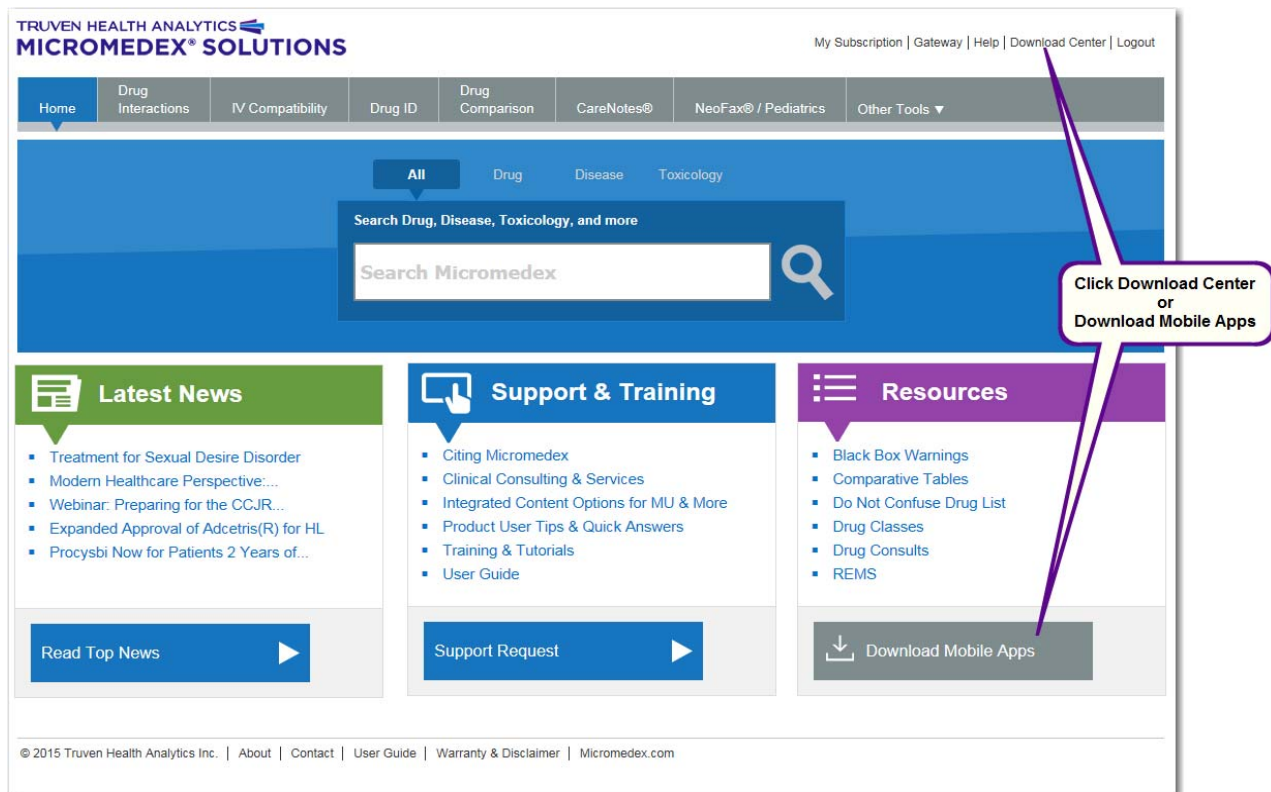 TRUVEN HEALTH ANALYTICS
MICROMEDEX® SOLUTIONS
My Subscription | Gateway | Help | Download Center | Logout
Home
Drug
Interactions
IV Compatibility
Drug ID
Drug
Comparison
CareNotes®
NeoFax® / Pediatrics
Other Tools ▼
All
Drug
Disease
Toxicology
Search Drug, Disease, Toxicology, and more
Search Micromedex
Click Download Center
or
Download Mobile Apps
Latest News
Treatment for Sexual Desire Disorder
Modern Healthcare Perspective:...
Webinar: Preparing for the CCJR...
Expanded Approval of Adcetris(R) for HL
Procysbi Now for Patients 2 Years of...
Read Top News
Support & Training
Citing Micromedex
Clinical Consulting & Services
Integrated Content Options for MU & More
Product User Tips & Quick Answers
Training & Tutorials
User Guide
Support Request
Resources
Black Box Warnings
Comparative Tables
Do Not Confuse Drug List
Drug Classes
Drug Consults
REMS
Download Mobile Apps
© 2015 Truven Health Analytics Inc. | About | Contact | User Guide | Warranty & Disclaimer | Micromedex.com